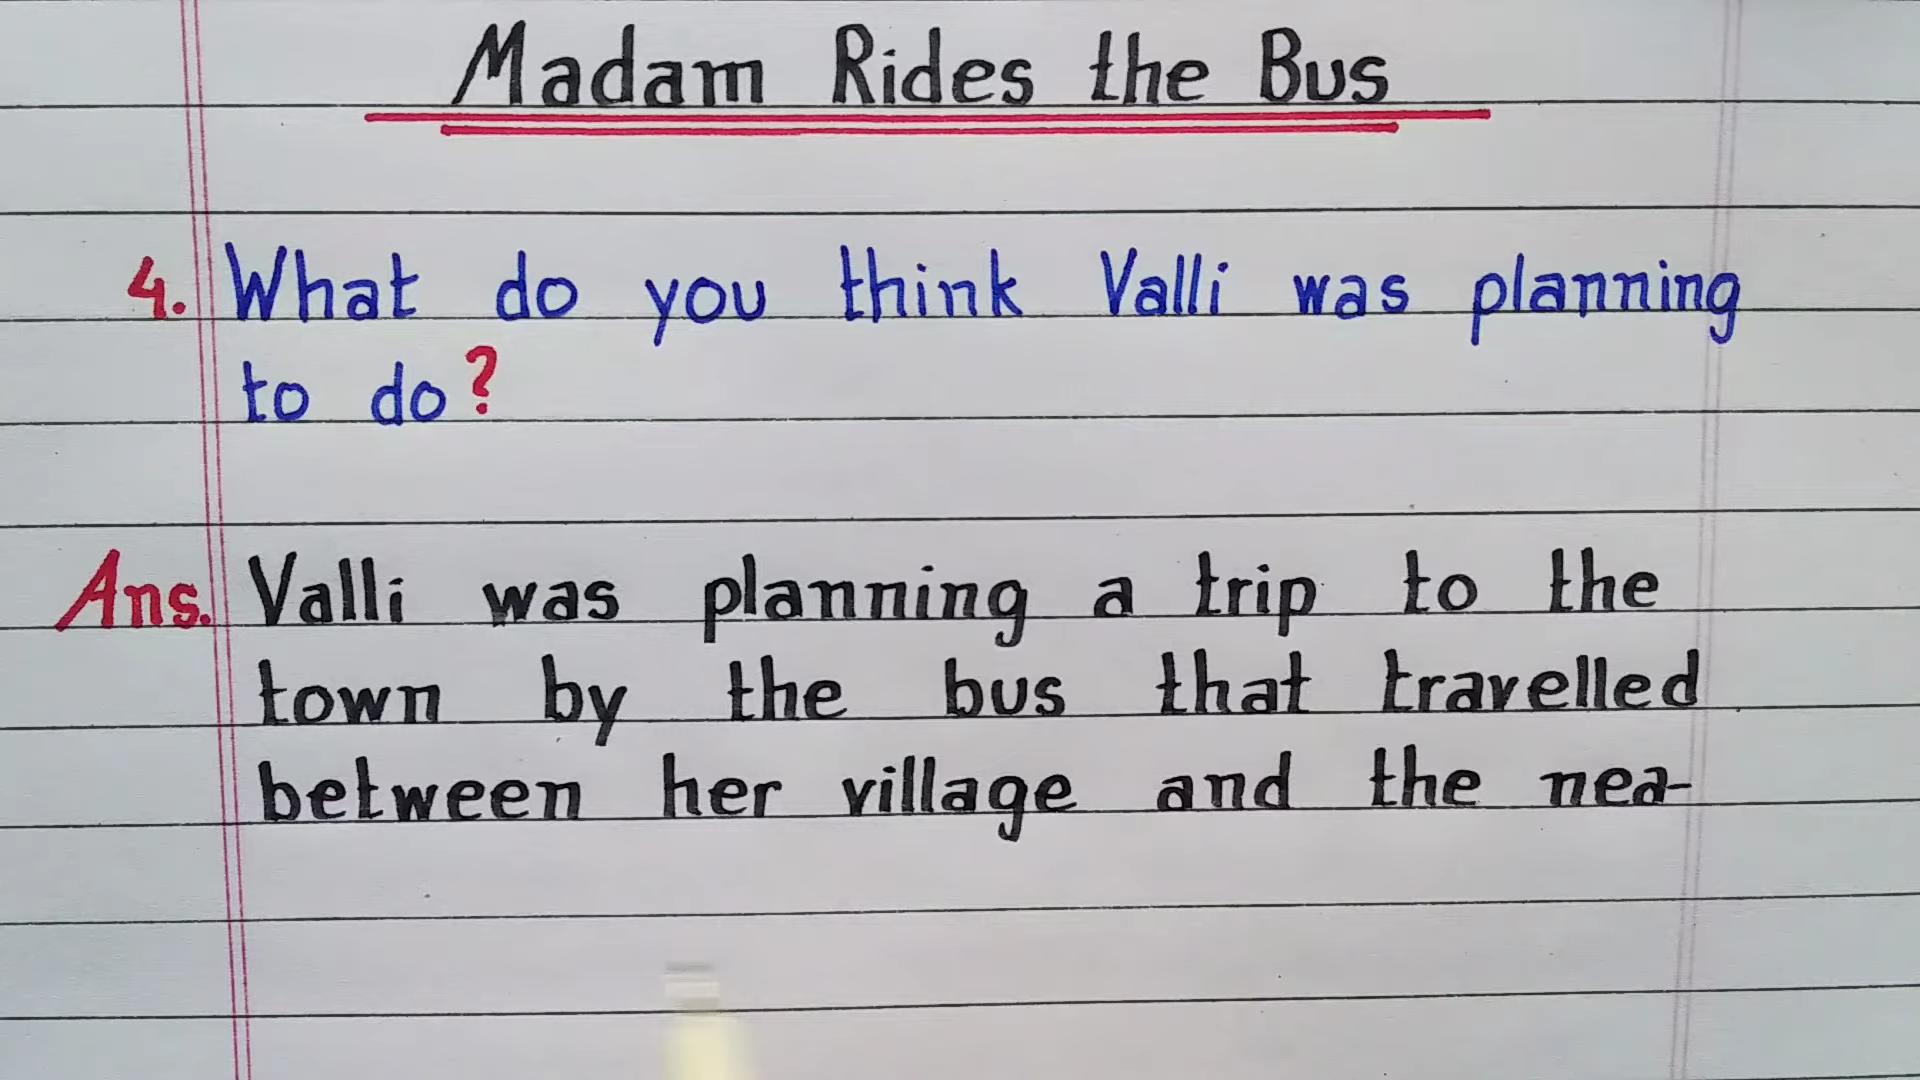 Madam Rides the Bus
4. What do you think Valli was planning
to do?
Ans. Valli was planning a trip to the
town by the bus that travelled
between her village and the nea-